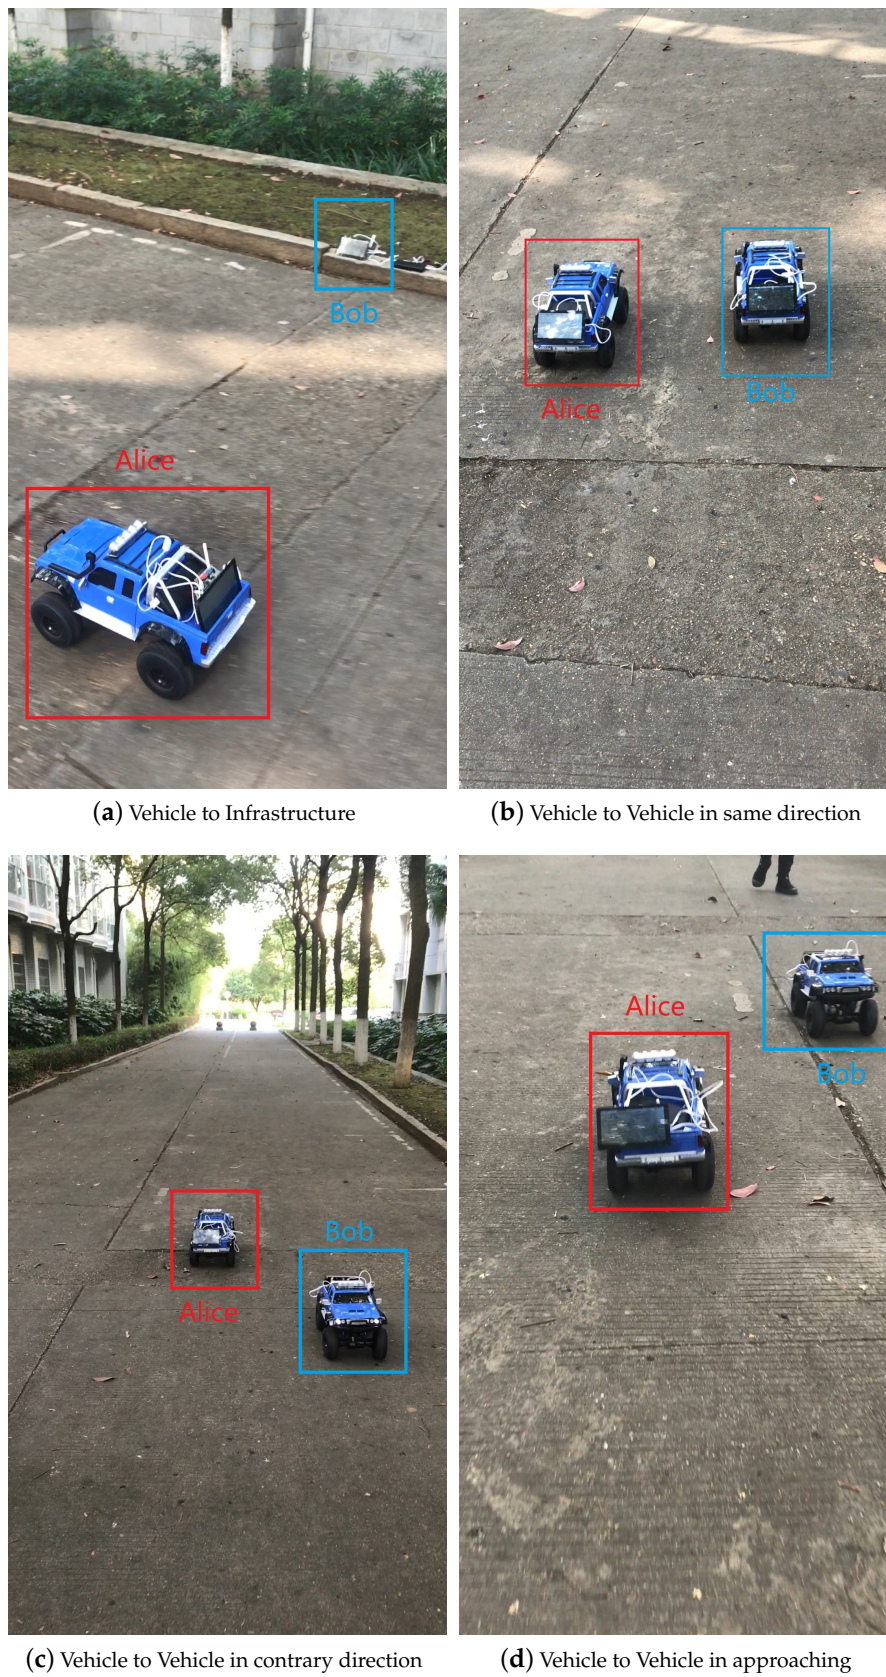 Bob
Alice
Alice
Bob
(a) Vehicle to Infrastructure
(b) Vehicle to Vehicle in same direction
Bob
Alice
Alice
Bob
(c) Vehicle to Vehicle in contrary direction
(d) Vehicle to Vehicle in approaching